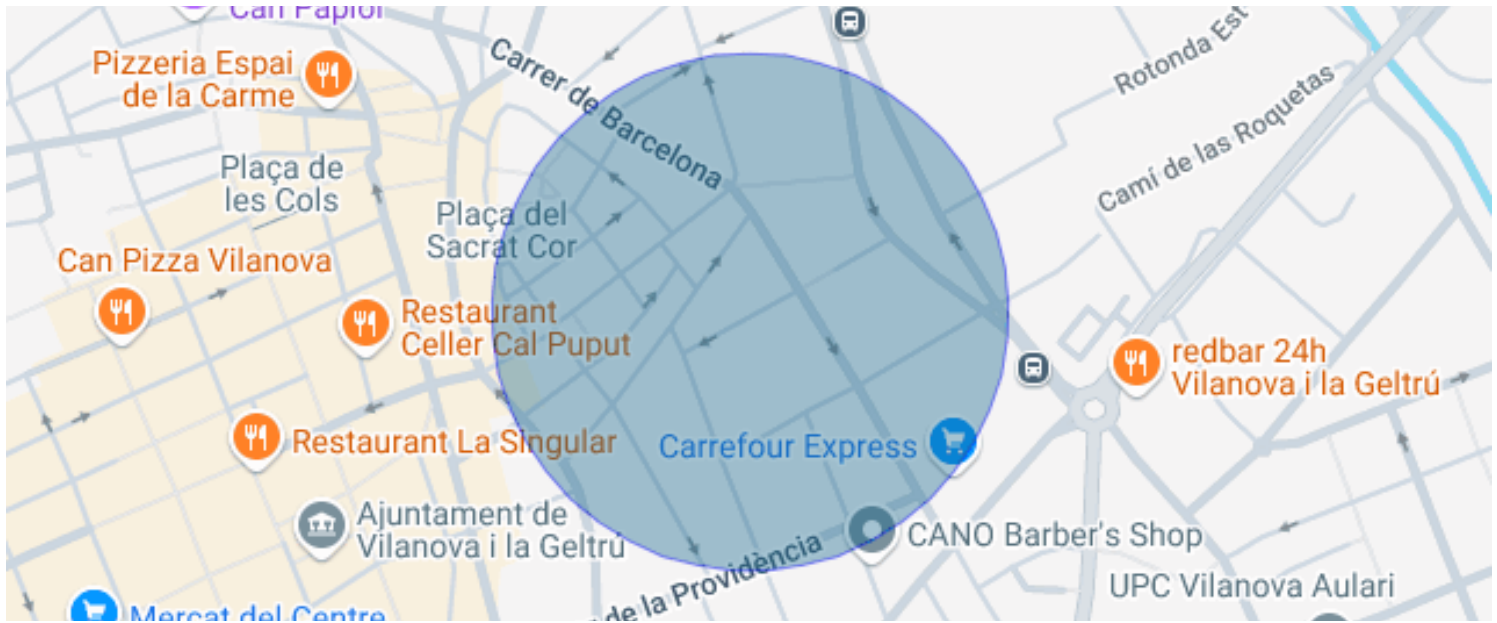 Can Papiol
Pizzeria Espai
de la Carme
Carrer de Barcelona
Rotonda Est
Camí de las Roquetas
Plaça de
les Cols
Plaça del
Sacrat Cor
Can Pizza Vilanova
Restaurant
Celler Cal Puput
redbar 24h
Vilanova i la Geltrú
Restaurant La Singular
Carrefour Express
Ajuntament de
Vilanova i la Geltrú
CANO Barber's Shop
de la Providència
UPC Vilanova Aulari
Mercat del Centre